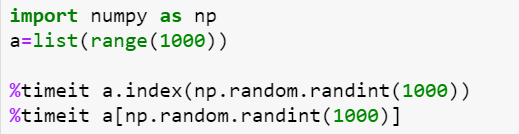 import numpy as np
a=list(range(1000))
%timeit a.index(np.random.randint(1000))
%timeit a[np.random.randint(1000)]